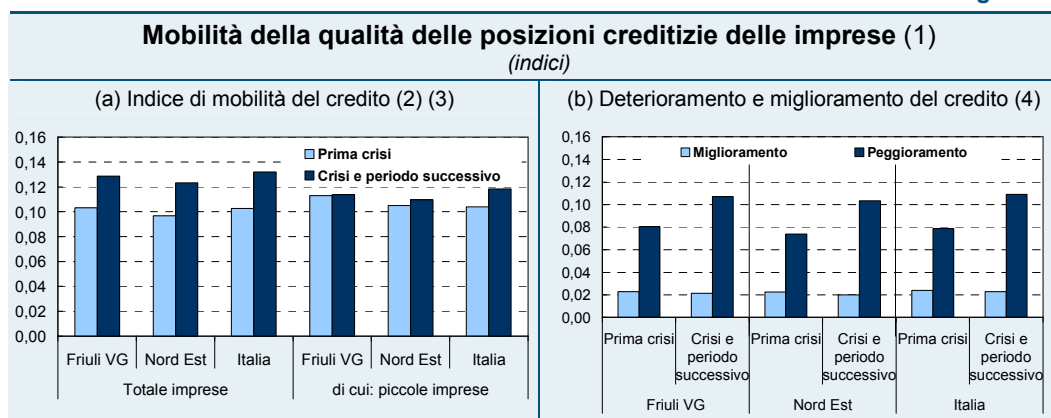 Mobilità della qualità delle posizioni creditizie delle imprese (1)
(indici)
(a) Indice di mobilità del credito (2) (3)
0,16
0,14
0,12
0,10
0,08
0,06
0,04
0,02
0,00
Prima crisi
Crisi e periodo successivo
Friuli VG Nord Est Italia Friuli VG Nord Est Italia
Totale imprese di cui: piccole imprese
(b) Deterioramento e miglioramento del credito (4)
0,16
0,14
0,12
0,10
0,08
0,06
0,04
0,02
0,00
Miglioramento Peggioramento
Prima crisi Crisi e Prima crisi Crisi e Prima crisi Crisi e
periodo periodo periodo
successivo successivo successivo
Friuli VG Nord Est Italia